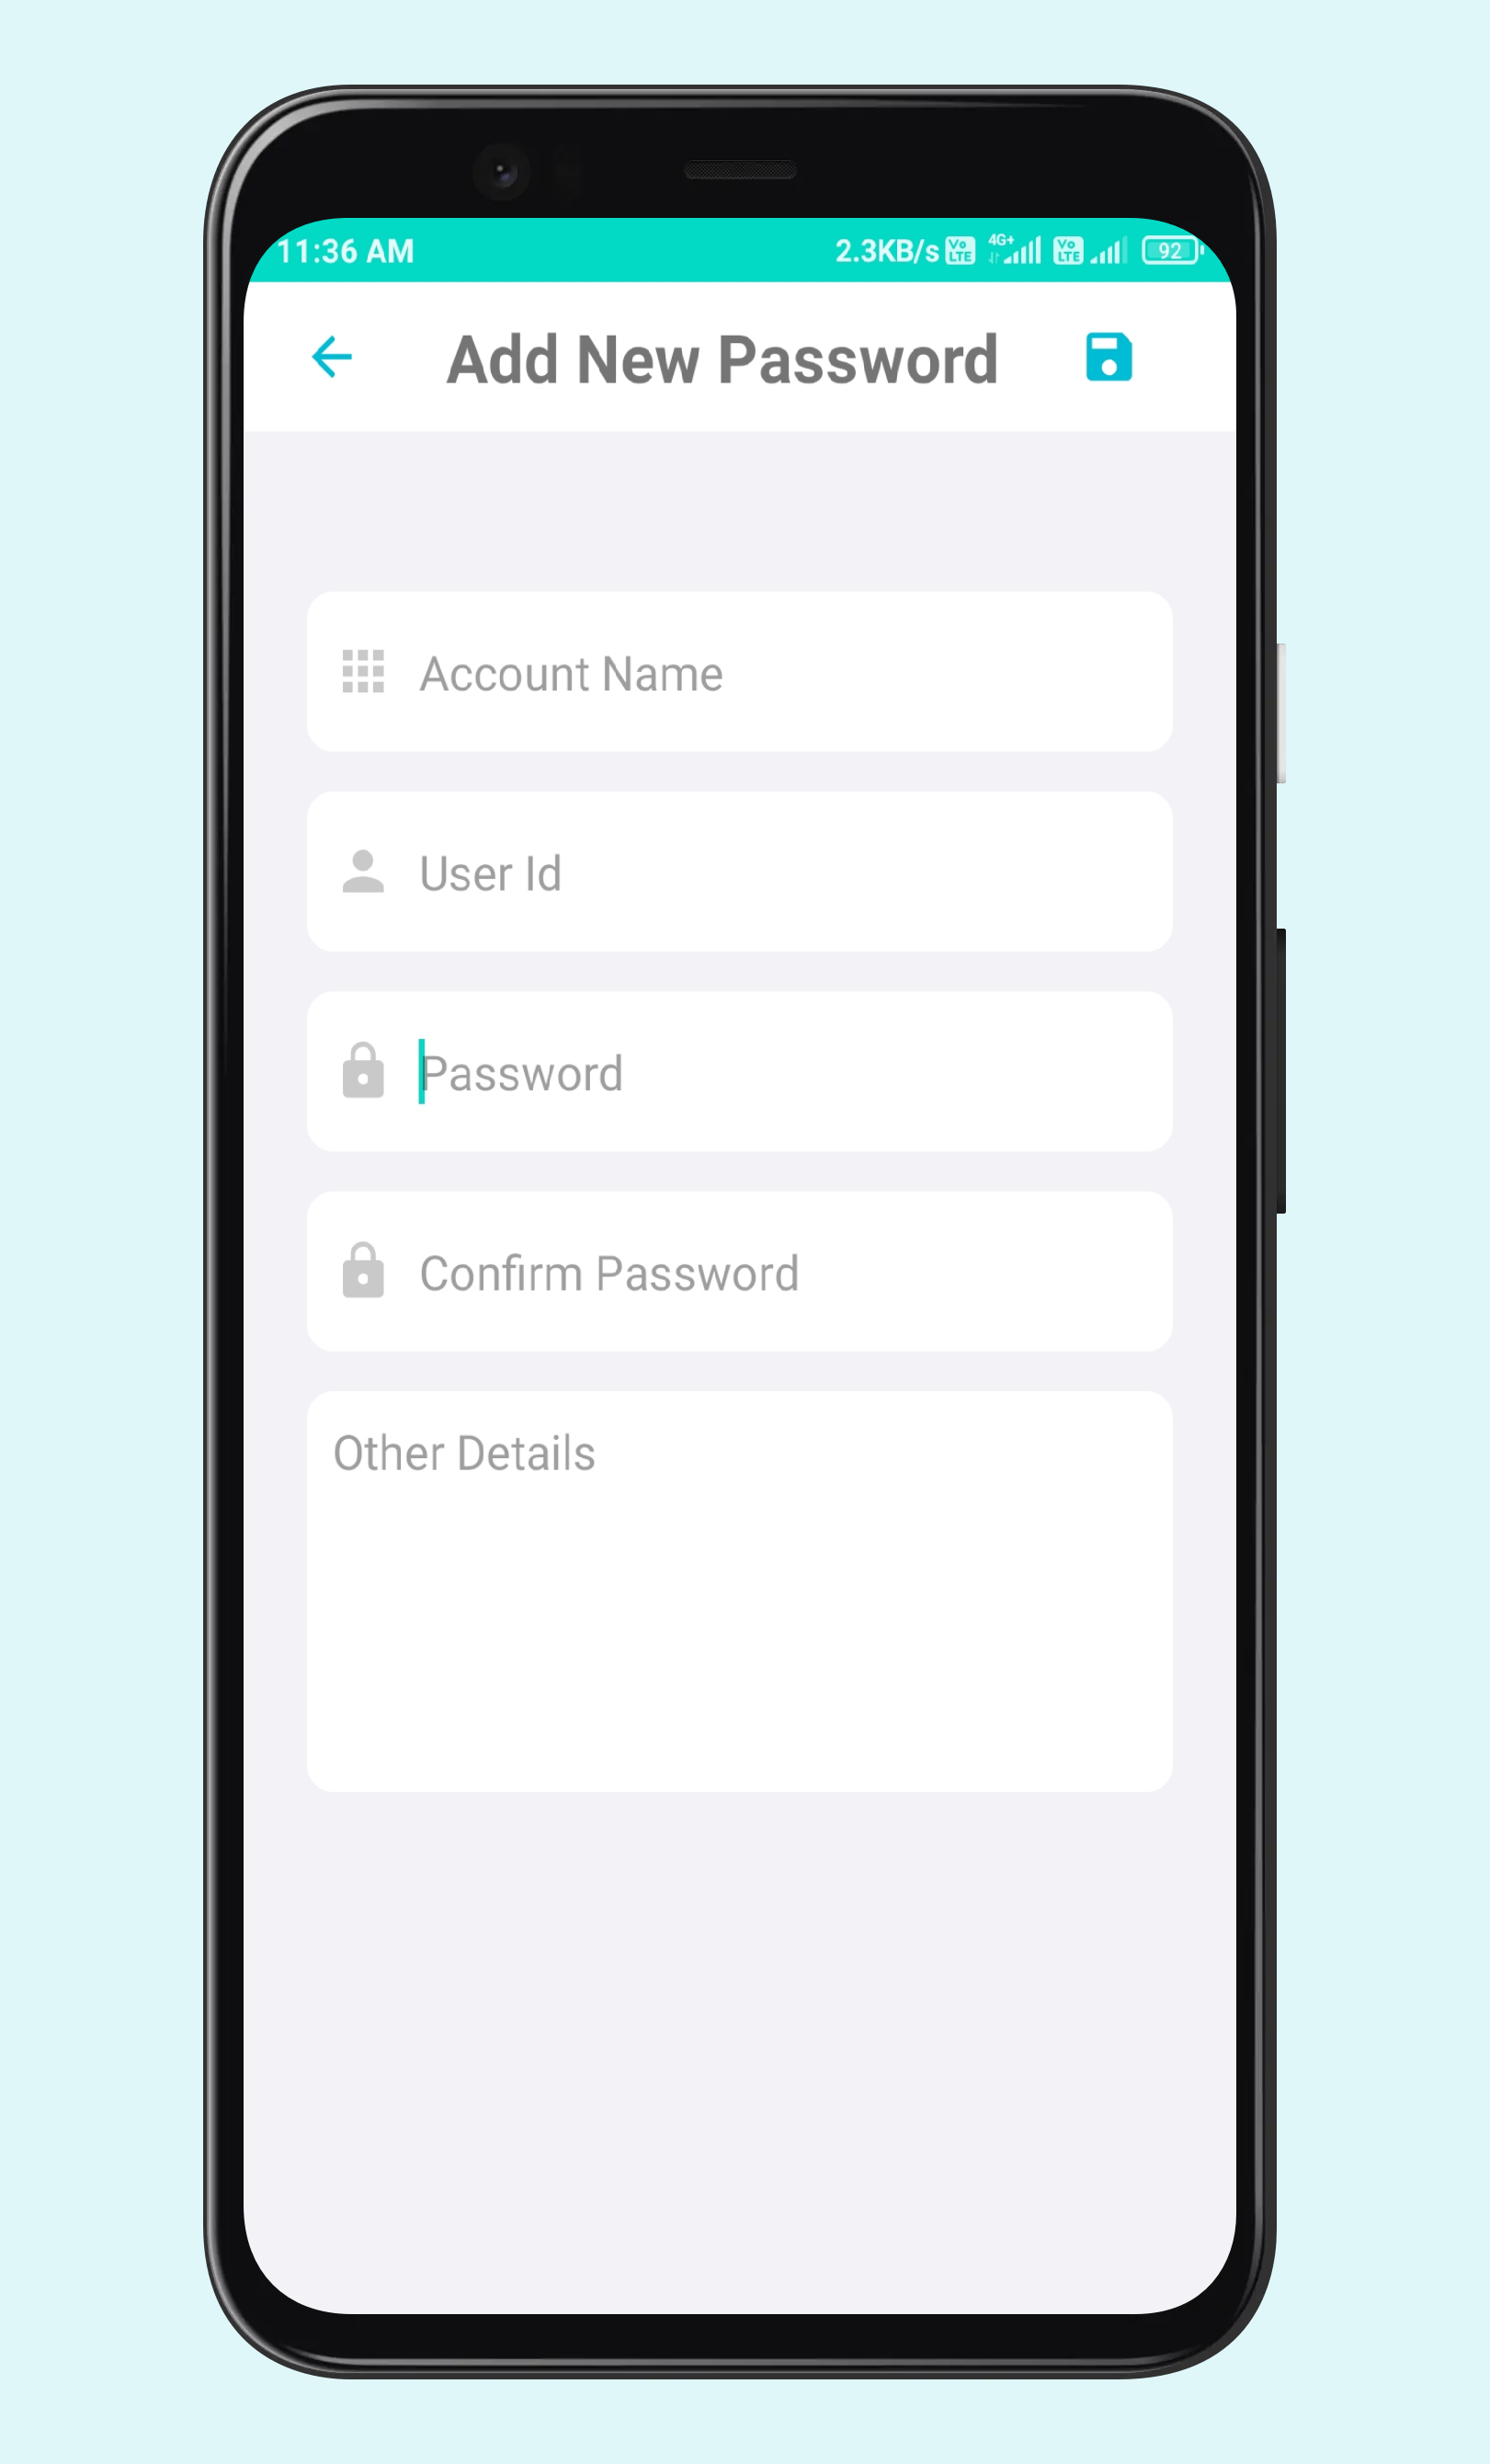 11:36 AM 2.3KB/s Vo LTE 4G+ Vo LTE 92
Add New Password
Account Name
User Id
Password
Confirm Password
Other Details